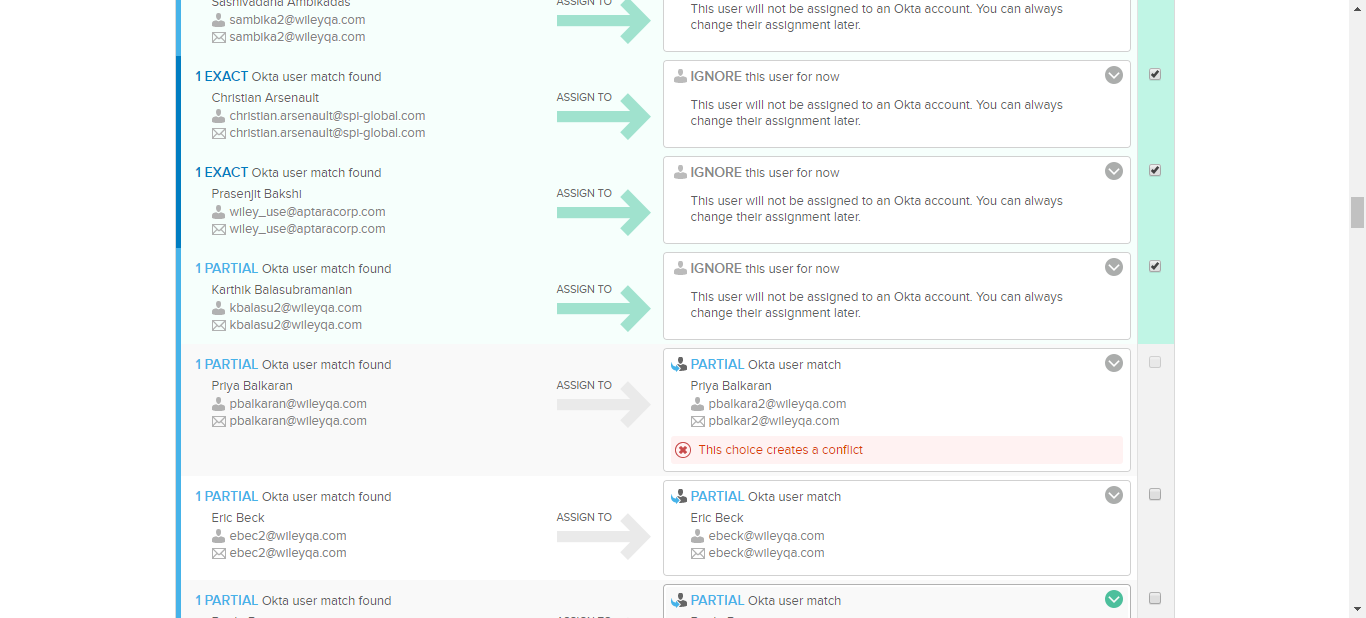 Sashivadana Ambikadas
sambika2@wileyqa.com
sambika2@wileyqa.com
ASSIGN TO
This user will not be assigned to an Okta account. You can always
change their assignment later.
1 EXACT Okta user match found
Christian Arsenault
christian.arsenault@spi-global.com
christian.arsenault@spi-global.com
ASSIGN TO
IGNORE this user for now
This user will not be assigned to an Okta account. You can always
change their assignment later.
1 EXACT Okta user match found
Prasenjit Bakshi
wiley_use@aptaracorp.com
wiley_use@aptaracorp.com
ASSIGN TO
IGNORE this user for now
This user will not be assigned to an Okta account. You can always
change their assignment later.
1 PARTIAL Okta user match found
Karthik Balasubramanian
kbalasu2@wileyqa.com
kbalasu2@wileyqa.com
ASSIGN TO
IGNORE this user for now
This user will not be assigned to an Okta account. You can always
change their assignment later.
1 PARTIAL Okta user match found
Priya Balkaran
pbalkaran@wileyqa.com
pbalkaran@wileyqa.com
ASSIGN TO
PARTIAL Okta user match
Priya Balkaran
pbalkara2@wileyqa.com
pbalkar2@wileyqa.com
This choice creates a conflict
1 PARTIAL Okta user match found
Eric Beck
ebec2@wileyqa.com
ebec2@wileyqa.com
ASSIGN TO
PARTIAL Okta user match
Eric Beck
ebeck@wileyqa.com
ebeck@wileyqa.com
1 PARTIAL Okta user match found
ASSIGN TO
PARTIAL Okta user match